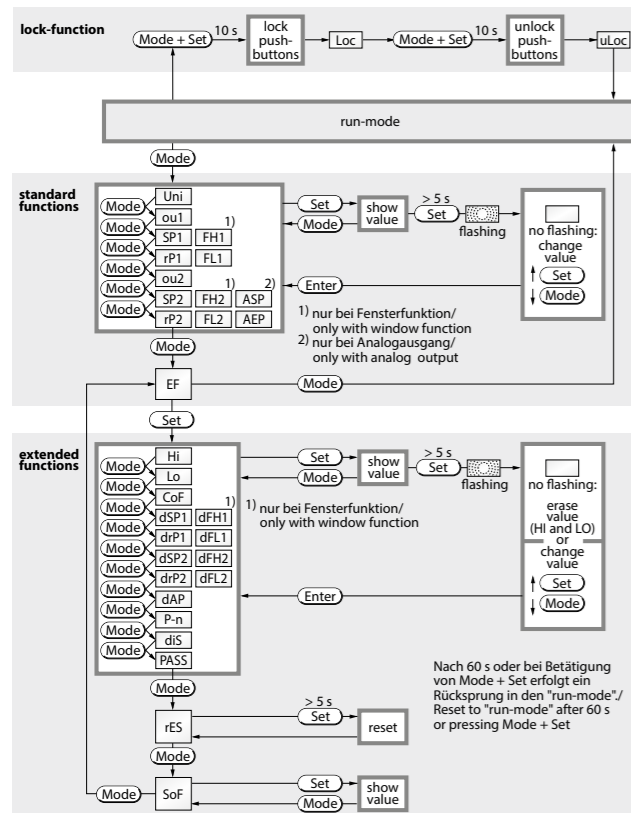 lock-function
Mode + Set
10 s
lock
push-
buttons
Loc
Mode + Set
10 s
unlock
push-
buttons
uLoc
run-mode
Mode
standard
functions
Mode
Mode
Mode
Mode
Mode
Mode
Uni
ou1
1)
SP1 FH1
rP1 FL1
ou2
1) 2)
SP2 FH2 ASP
rP2 FL2 AEP
Set
Mode
show
value
> 5 s
Set
flashing
no flashing:
change
value
Set
Mode
Enter
1) nur bei Fensterfunktion/
only with window function
2) nur bei Analogausgang/
only with analog output
Mode
EF
Mode
Set
extended
functions
Mode
Mode
Mode
Mode
Mode
Mode
Mode
Mode
Mode
Mode
Hi
Lo
CoF
1)
dSP1 dFH1
drP1 dFL1
dSP2 dFH2
drP2 dFL2
dAP
P-n
diS
PASS
Set
Mode
show
value
> 5 s
Set
flashing
no flashing:
erase
value
(HI and LO)
or
change
value
Set
Mode
1) nur bei Fensterfunktion/
only with window function
Enter
Nach 60 s oder bei Betätigung
von Mode + Set erfolgt ein
Rücksprung in den "run-mode"./
Reset to "run-mode" after 60 s
or pressing Mode + Set
Mode
rES
> 5 s
Set
reset
Mode
Mode
SoF
Set
Mode
show
value